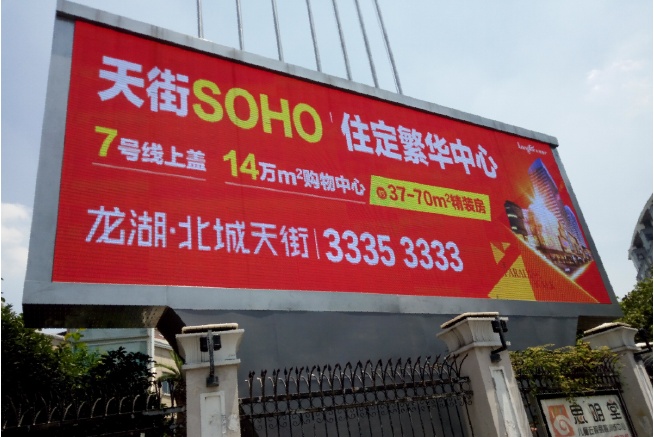 天街SOHO 住定繁华中心
7号线上盖 14万m²购物中心 37-70m²精装房
龙湖·北城天街 3335 3333